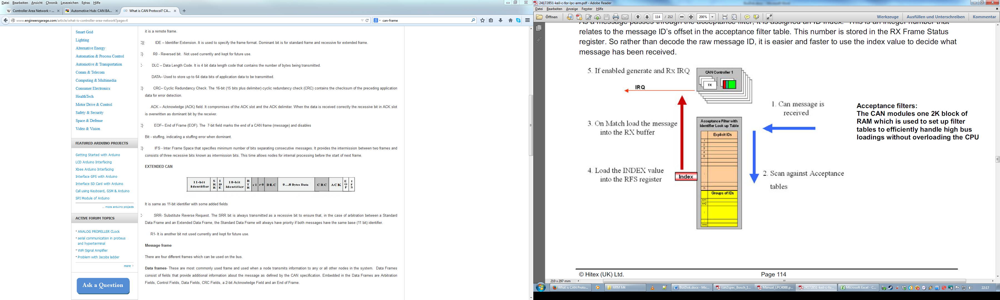 Datei Bearbeiten Ansicht Chronik Lesezeichen Extras Hilfe
Controller Area Network – ... × Automotive Hub: CAN BA... × EG What is CAN Protocol? CA... × +
www.engineersgarage.com/article/what-is-controller-area-network?page=4
can-frame
Smart Grid
Lighting
Alternative Energy
Automation & Process Control
Automotive & Transportation
Comm & Telecom
Computing & Multimedia
Consumer Electronics
HealthTech
Motor Drive & Control
Safety & Security
Space & Defense
Video & Vision
FEATURED ARDUINO PROJECTS
Getting Started with Arduino
LCD Arduino Interfacing
Xbee Arduino Interfacing
Interface GPS with Arduino
Interface SD Card with Arduino
Call using Keyboard, GSM & Arduino
SPI Module of Arduino
... more arduino projects
ACTIVE FORUM TOPICS
• ANALOG PROPELLER CLock
• serial communication in proteus
and hyperterminal
• WiFi Signal Amplifier
• Problem with Jacobs ladder
more
Ask a Question
it is a remote frame.
IDE – Identifier Extension. It is used to specify the frame format. Dominant bit is for standard frame and recessive for extended frame.
R0 - Reversed bit. Not used currently and kept for future use.
DLC – Data Length Code. It is 4 bit data length code that contains the number of bytes being transmitted.
DATA– Used to store up to 64 data bits of application data to be transmitted.
CRC– Cyclic Redundancy Check. The 16-bit (15 bits plus delimiter) cyclic redundancy check (CRC) contains the checksum of the preceding application
data for error detection.
ACK – Acknowledge (ACK) field. It compromises of the ACK slot and the ACK delimiter. When the data is received correctly the recessive bit in ACK slot
is overwritten as dominant bit by the receiver.
EOF– End of Frame (EOF). The 7-bit field marks the end of a CAN frame (message) and disables
Bit - stuffing, indicating a stuffing error when dominant.
IFS - Inter Frame Space that specifies minimum number of bits separating consecutive messages. It provides the intermission between two frames and
consists of three recessive bits known as intermission bits. This time allows nodes for internal processing before the start of next frame.
EXTENDED CAN
11-bit Identifier SRR IDE 18-bit Identifier RTR r1 r0 DLC 0...8 Bytes Data CRC ACK EOF IFS
It is same as 11-bit identifier with some added fields
SRR- Substitute Reverse Request. The SRR bit is always transmitted as a recessive bit to ensure that, in the case of arbitration between a Standard
Data Frame and an Extended Data Frame, the Standard Data Frame will always have priority if both messages have the same base (11 bit) identifier.
R1- It is another bit not used currently and kept for future use.
Message frame
There are four different frames which can be used on the bus.
Data frames- These are most commonly used frame and used when a node transmits information to any or all other nodes in the system. Data Frames
consist of fields that provide additional information about the message as defined by the CAN specification. Embedded in the Data Frames are Arbitration
Fields, Control Fields, Data Fields, CRC Fields, a 2-bit Acknowledge Field and an End of Frame.
24172851-keil-c-for-lpc-arm.pdf - Adobe Reader
Datei Bearbeiten Anzeige Fenster Hilfe
Öffnen 114 / 212 200% Werkzeuge Ausfüllen und Unterschreiben Kommentar
As a message passes through the acceptance filter, it is assigned an ID Index. This is an integer number that
relates to the message ID's offset in the acceptance filter table. This number is stored in the RX Frame Status
register. So rather than decode the raw message ID, it is easier and faster to use the index value to decide what
message has been received.
5. If enabled generate and Rx IRQ
IRQ
CAN Controller 1
TX
1. Can message is
received
3. On Match load the message
into the RX buffer
Acceptance Filter with
Identifier Look up Table
Explicit IDs
1
2
3
4
n
Groups of IDs
n+1
n+2
n+m
4. Load the INDEX value
into the RFS register
Index
2. Scan against Acceptance
tables
Acceptance filters:
The CAN modules one 2K block of
RAM which is used to set up filter
tables to efficiently handle high bus
loadings without overloading the CPU
© Hitex (UK) Ltd. Page 114
210 x 297 mm
What is CAN Proto... ARM M4 BusDok.docx - Mic... can2spec_Bosch_1... Manual_LPC4088.p... 24172851-keil-c-fo... Microsoft Excel - C... 22:17